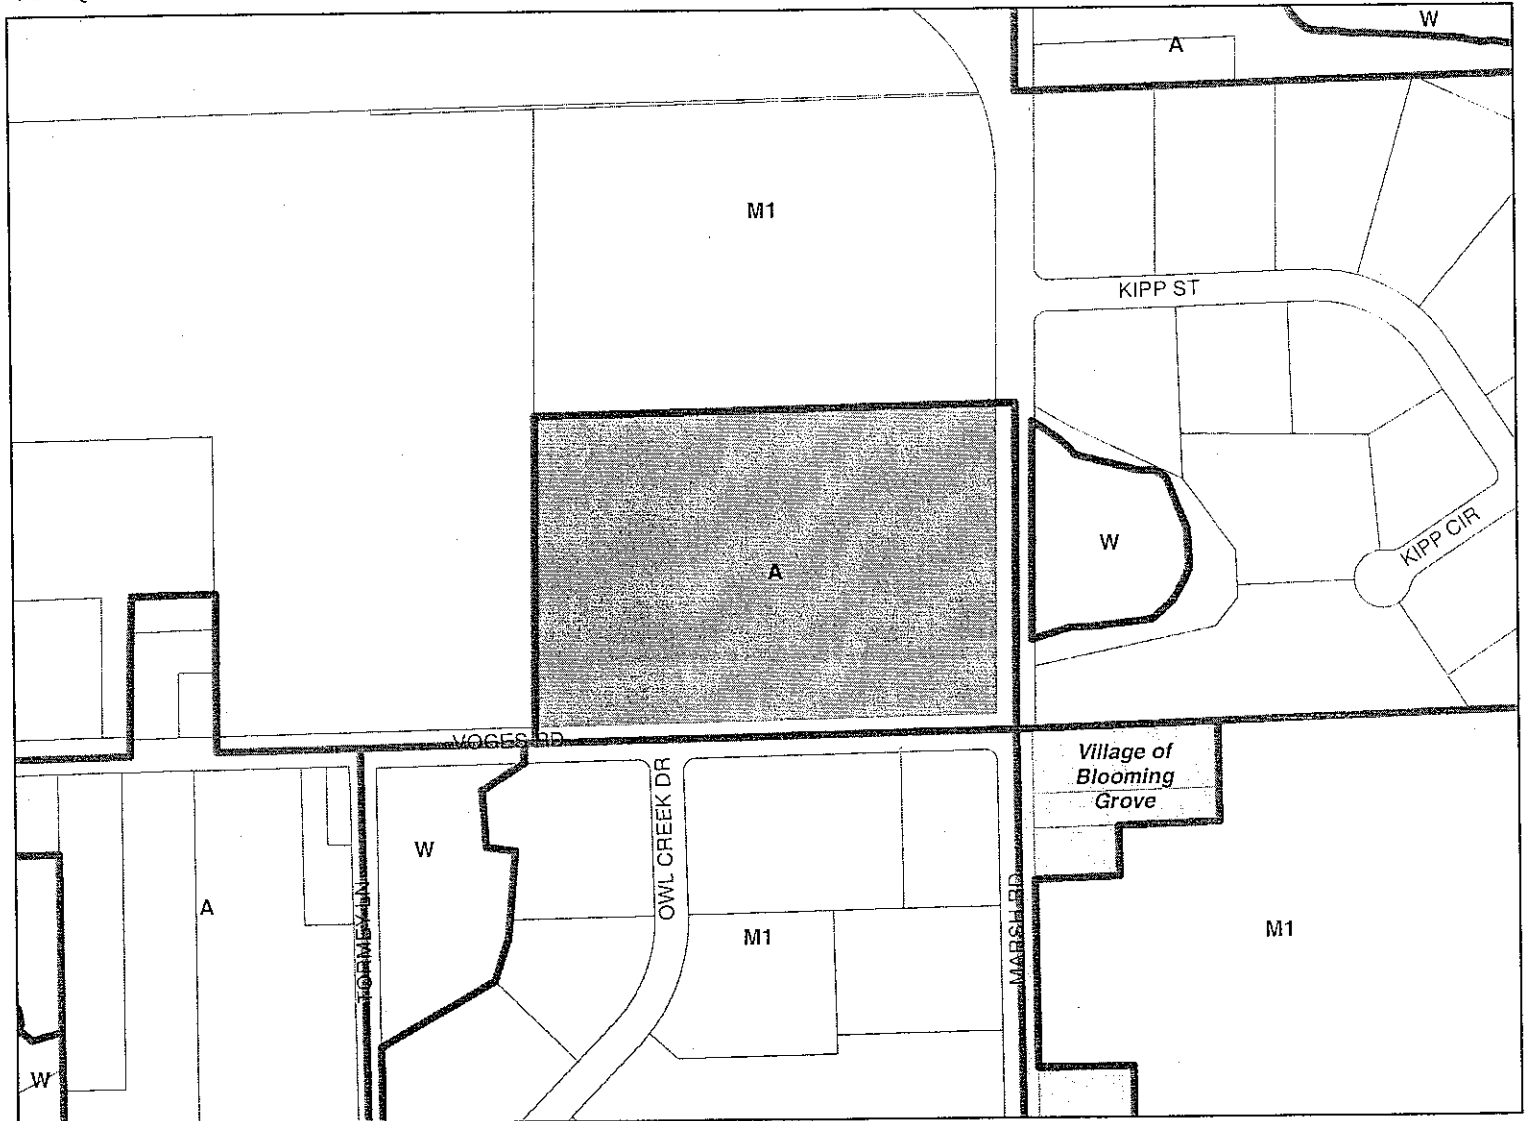 W
A
M1
KIPP ST
W
KIPP CIR
A
VOGES RD
Village of
Blooming
Grove
W
OWL CREEK DR
A
TORMEY LN
M1
MARSH RD
M1
W